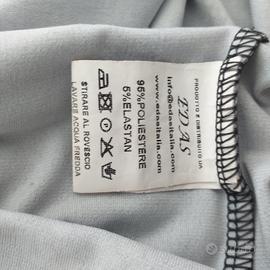 PRODOTTO E DISTRIBUITO DA
EDAS
www.edasitalia.com
info@edasitalia.com
95%POLIESTERE
5%ELASTAN
STIRARE AL ROVESCIO
LAVARE ACQUA FREDDA